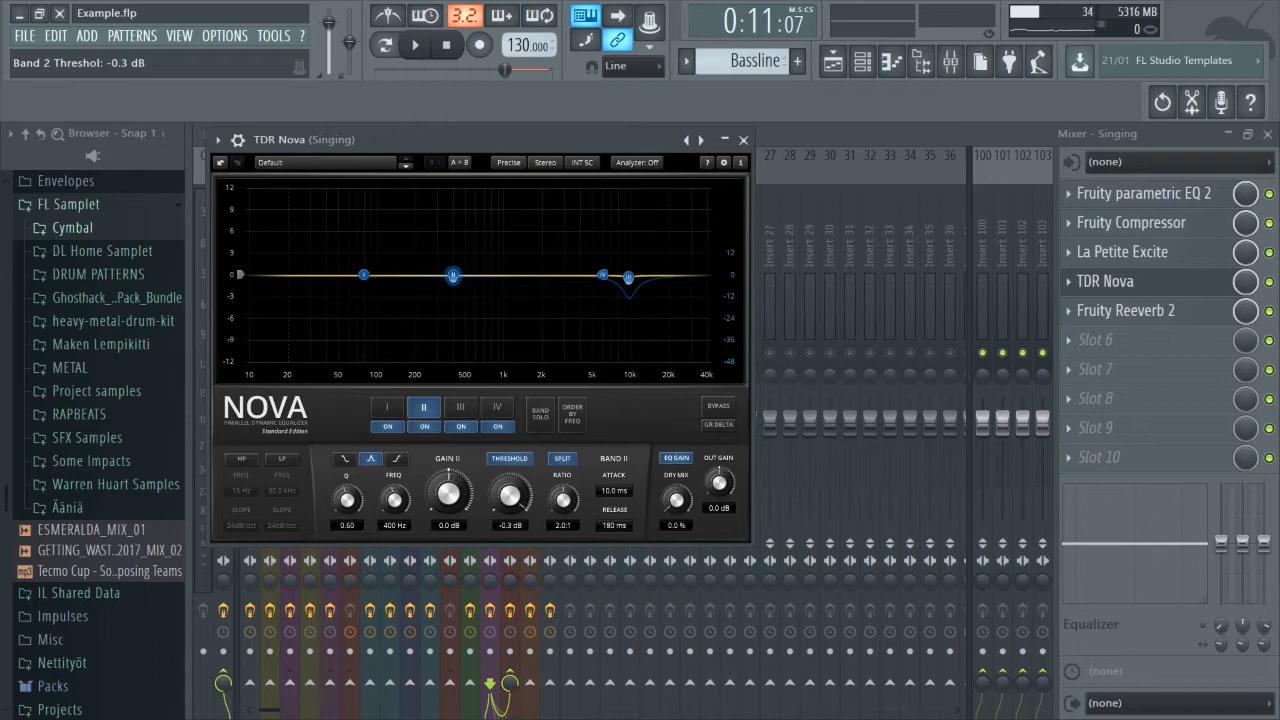 Example.flp
FILE EDIT ADD PATTERNS VIEW OPTIONS TOOLS ?
Band 2 Threshol: -0.3 dB
3.2.
130.000
Line
0:11:07
M:S:CS
Bassline
34
5316 MB
0
21/01 FL Studio Templates
Browser - Snap 1
Envelopes
FL Samplet
Cymbal
DL Home Samplet
DRUM PATTERNS
Ghosthack_..Pack_Bundle
heavy-metal-drum-kit
Maken Lempikitti
METAL
Project samples
RAPBEATS
SFX Samples
Some Impacts
Warren Huart Samples
Ääniä
ESMERALDA_MIX_01
GETTING_WAST..2017_MIX_02
Tecmo Cup - So..posing Teams
IL Shared Data
Impulses
Misc
Nettityöt
Packs
Projects
TDR Nova (Singing)
Default
A > B
Precise
Stereo
INT SC
Analyzer: Off
?
12
9
6
3
0
-3
-6
-9
-12
12
0
-12
-24
-36
-48
I
II
IV
III
10 20 50 100 200 500 1k 2k 5k 10k 20k 40k
NOVA
PARALLEL DYNAMIC EQUALIZER
Standard Edition
I II III IV
ON ON ON ON
BAND SOLO
ORDER BY FREQ
BYPASS
GR DELTA
HP LP
FREQ FREQ
15 Hz 30.0 kHz
SLOPE SLOPE
24dB/oct 24dB/oct
Q FREQ
0.60 400 Hz
GAIN II
0.0 dB
THRESHOLD
-0.3 dB
SPLIT
RATIO
2.0:1
BAND II
ATTACK
10.0 ms
RELEASE
180 ms
EQ GAIN
DRY MIX
0.0 %
OUT GAIN
0.0 dB
27 28 29 30 31 32 33 34 35 36 100 101 102 103
Insert 27
Insert 28
Insert 29
Insert 30
Insert 31
Insert 32
Insert 33
Insert 34
Insert 35
Insert 36
Insert 100
Insert 101
Insert 102
Insert 103
Mixer - Singing
(none)
Fruity parametric EQ 2
Fruity Compressor
La Petite Excite
TDR Nova
Fruity Reeverb 2
Slot 6
Slot 7
Slot 8
Slot 9
Slot 10
Equalizer
(none)
(none)